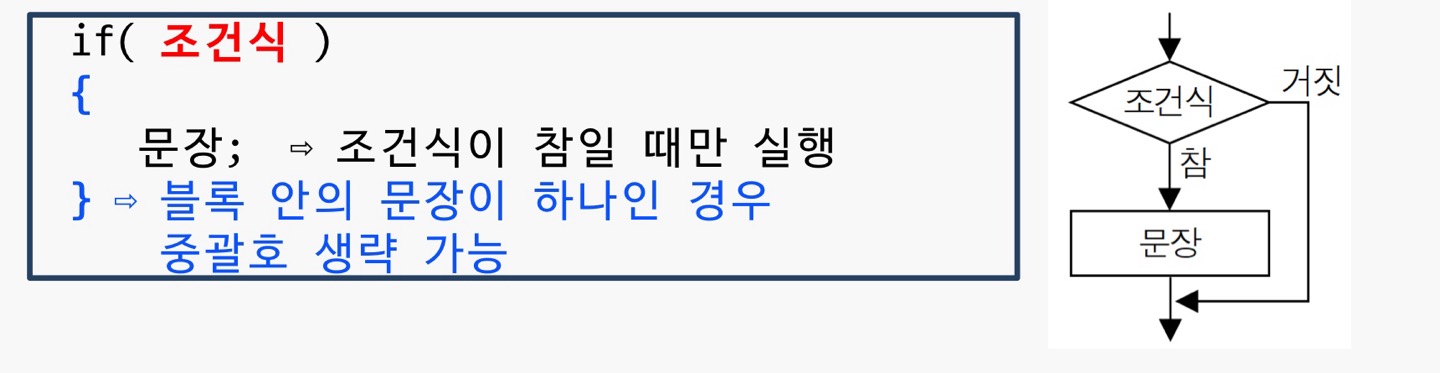 if( 조건식 )
{
문장; ⇨ 조건식이 참일 때만 실행
} ⇨ 블록 안의 문장이 하나인 경우
중괄호 생략 가능
거짓
조건식
참
문장